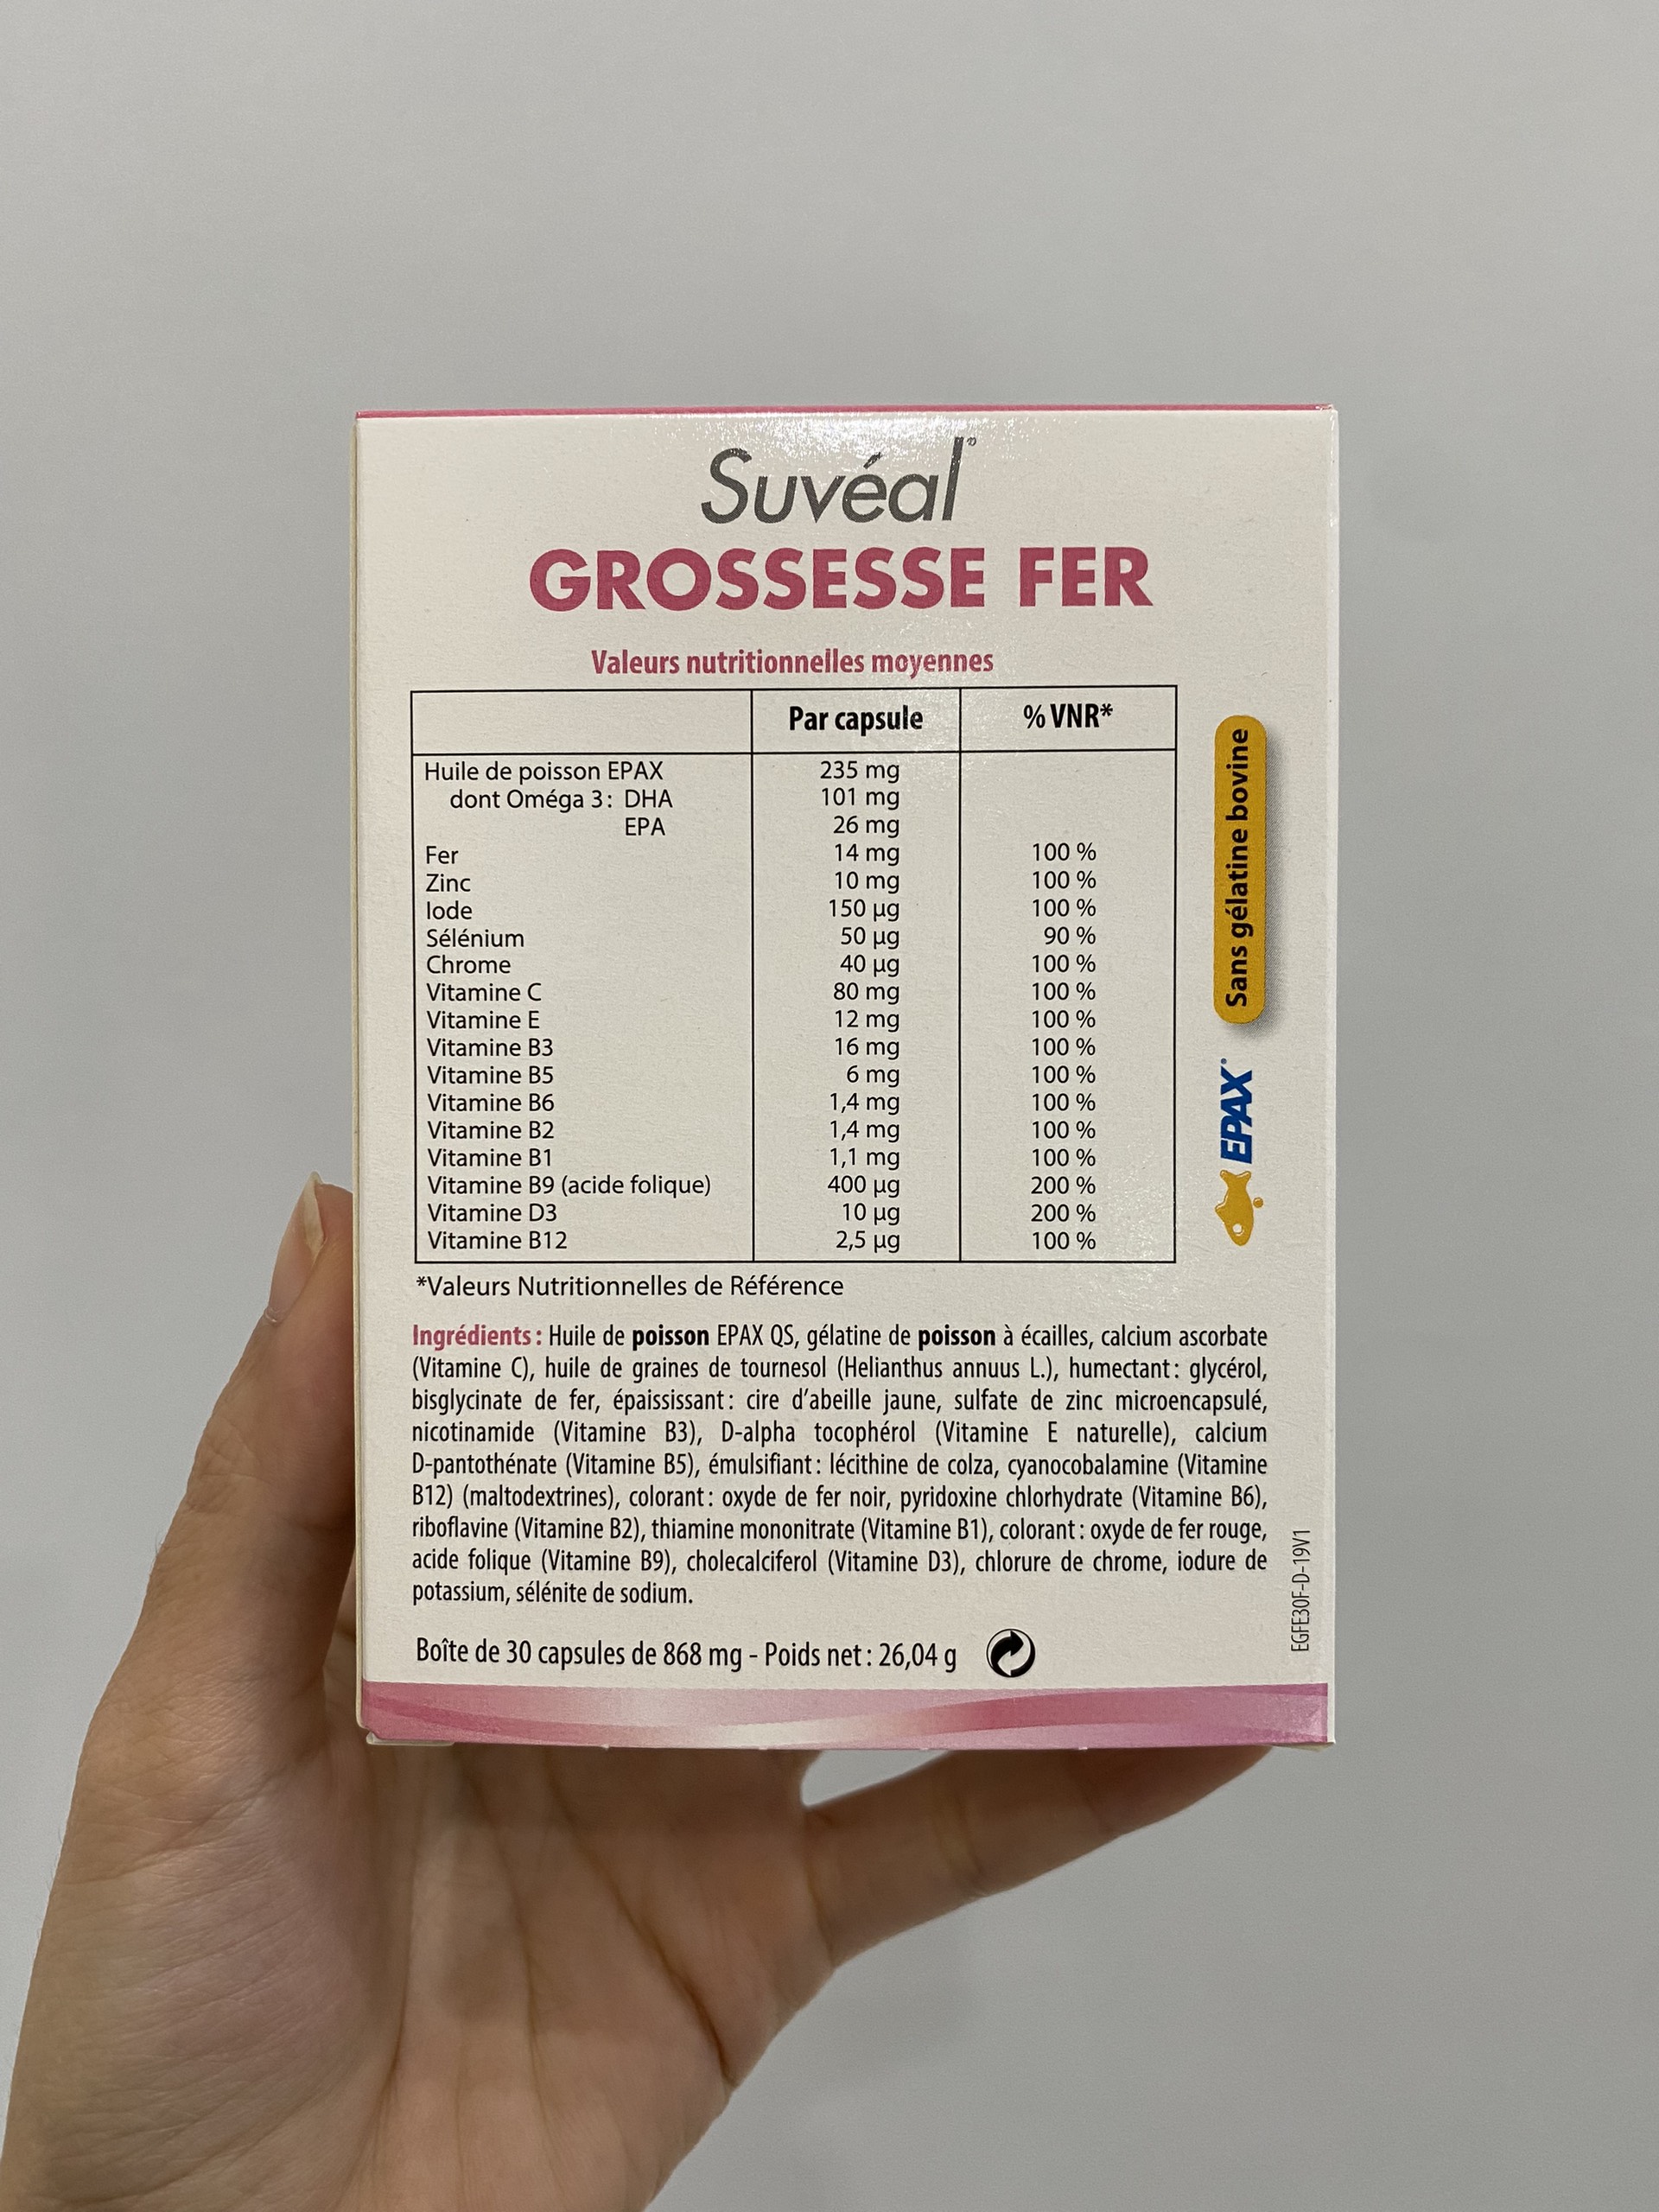 Suvéal®
GROSSESSE FER
Valeurs nutritionnelles moyennes
Par capsule % VNR*
Huile de poisson EPAX 235 mg
dont Oméga 3 : DHA 101 mg
EPA 26 mg
Fer 14 mg 100 %
Zinc 10 mg 100 %
Iode 150 µg 100 %
Sélénium 50 µg 90 %
Chrome 40 µg 100 %
Vitamine C 80 mg 100 %
Vitamine E 12 mg 100 %
Vitamine B3 16 mg 100 %
Vitamine B5 6 mg 100 %
Vitamine B6 1,4 mg 100 %
Vitamine B2 1,4 mg 100 %
Vitamine B1 1,1 mg 100 %
Vitamine B9 (acide folique) 400 µg 200 %
Vitamine D3 10 µg 200 %
Vitamine B12 2,5 µg 100 %
*Valeurs Nutritionnelles de Référence
Sans gélatine bovine
EPAX®
Ingrédients : Huile de poisson EPAX QS, gélatine de poisson à écailles, calcium ascorbate
(Vitamine C), huile de graines de tournesol (Helianthus annuus L.), humectant : glycérol,
bisglycinate de fer, épaississant : cire d'abeille jaune, sulfate de zinc microencapsulé,
nicotinamide (Vitamine B3), D-alpha tocophérol (Vitamine E naturelle), calcium
D-pantothénate (Vitamine B5), émulsifiant : lécithine de colza, cyanocobalamine (Vitamine
B12) (maltodextrines), colorant : oxyde de fer noir, pyridoxine chlorhydrate (Vitamine B6),
riboflavine (Vitamine B2), thiamine mononitrate (Vitamine B1), colorant : oxyde de fer rouge,
acide folique (Vitamine B9), cholecalciferol (Vitamine D3), chlorure de chrome, iodure de
potassium, sélénite de sodium.
Boîte de 30 capsules de 868 mg - Poids net : 26,04 g
EGFE30F-D-19V1